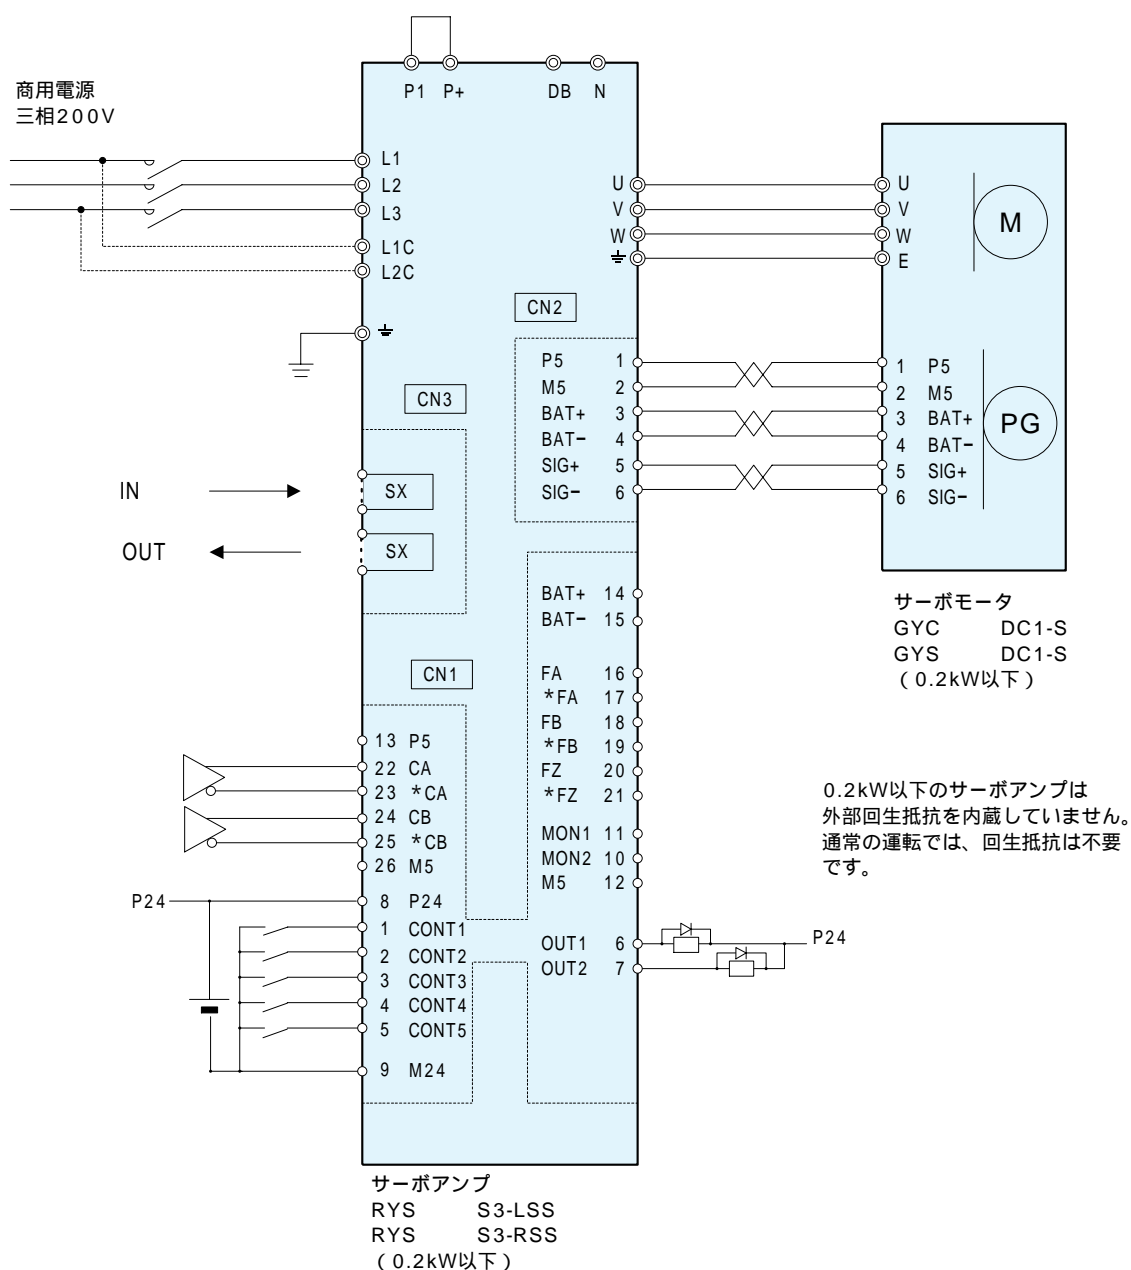 P1 P+ DB N
商用電源
三相200V
L1
L2
L3
L1C
L2C
U
V
W
U
V
W
E
M
CN2
P5 1
M5 2
BAT+ 3
BAT− 4
SIG+ 5
SIG− 6
1 P5
2 M5
3 BAT+
4 BAT−
5 SIG+
6 SIG−
PG
CN3
IN
SX
OUT
SX
サーボモータ
GYC DC1-S
GYS DC1-S
(0.2kW以下)
BAT+ 14
BAT− 15
FA 16
*FA 17
FB 18
*FB 19
FZ 20
*FZ 21
MON1 11
MON2 10
M5 12
OUT1 6
OUT2 7
P24
CN1
13 P5
22 CA
23 *CA
24 CB
25 *CB
26 M5
P24
8 P24
1 CONT1
2 CONT2
3 CONT3
4 CONT4
5 CONT5
9 M24
0.2kW以下のサーボアンプは
外部回生抵抗を内蔵していません。
通常の運転では、回生抵抗は不要
です。
サーボアンプ
RYS S3-LSS
RYS S3-RSS
(0.2kW以下)